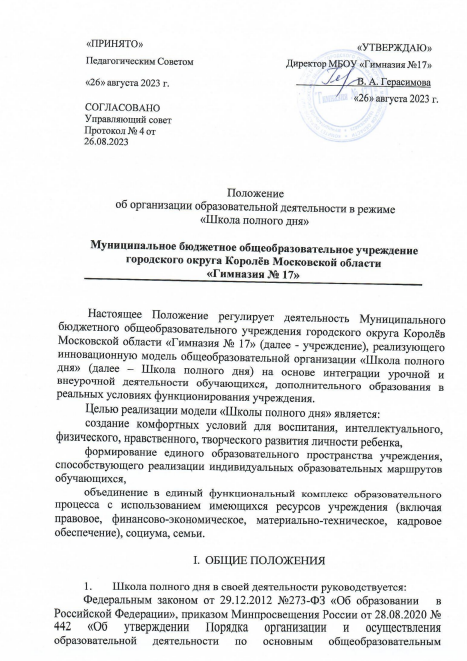 «ПРИНЯТО»
Педагогическим Советом
«26» августа 2023 г.
СОГЛАСОВАНО
Управляющий совет
Протокол № 4 от
26.08.2023
«УТВЕРЖДАЮ»
Директор МБОУ «Гимназия №17»
В. А. Герасимова
«26» августа 2023 г.
Положение
об организации образовательной деятельности в режиме
«Школа полного дня»
Муниципальное бюджетное общеобразовательное учреждение
городского округа Королёв Московской области
«Гимназия № 17»
Настоящее Положение регулирует деятельность Муниципального
бюджетного общеобразовательного учреждения городского округа Королёв
Московской области «Гимназия № 17» (далее - учреждение), реализующего
инновационную модель общеобразовательной организации «Школа полного
дня» (далее – Школа полного дня) на основе интеграции урочной и
внеурочной деятельности обучающихся, дополнительного образования в
реальных условиях функционирования учреждения.
Целью реализации модели «Школы полного дня» является:
создание комфортных условий для воспитания, интеллектуального,
физического, нравственного, творческого развития личности ребенка,
формирование единого образовательного пространства учреждения,
способствующего реализации индивидуальных образовательных маршрутов
обучающихся,
объединение в единый функциональный комплекс образовательного
процесса с использованием имеющихся ресурсов учреждения (включая
правовое, финансово-экономическое, материально-техническое, кадровое
обеспечение), социума, семьи.
I. ОБЩИЕ ПОЛОЖЕНИЯ
1. Школа полного дня в своей деятельности руководствуется:
Федеральным законом от 29.12.2012 №273-ФЗ «Об образовании в
Российской Федерации», приказом Минпросвещения России от 28.08.2020 №
442 «Об утверждении Порядка организации и осуществления
образовательной деятельности по основным общеобразовательным